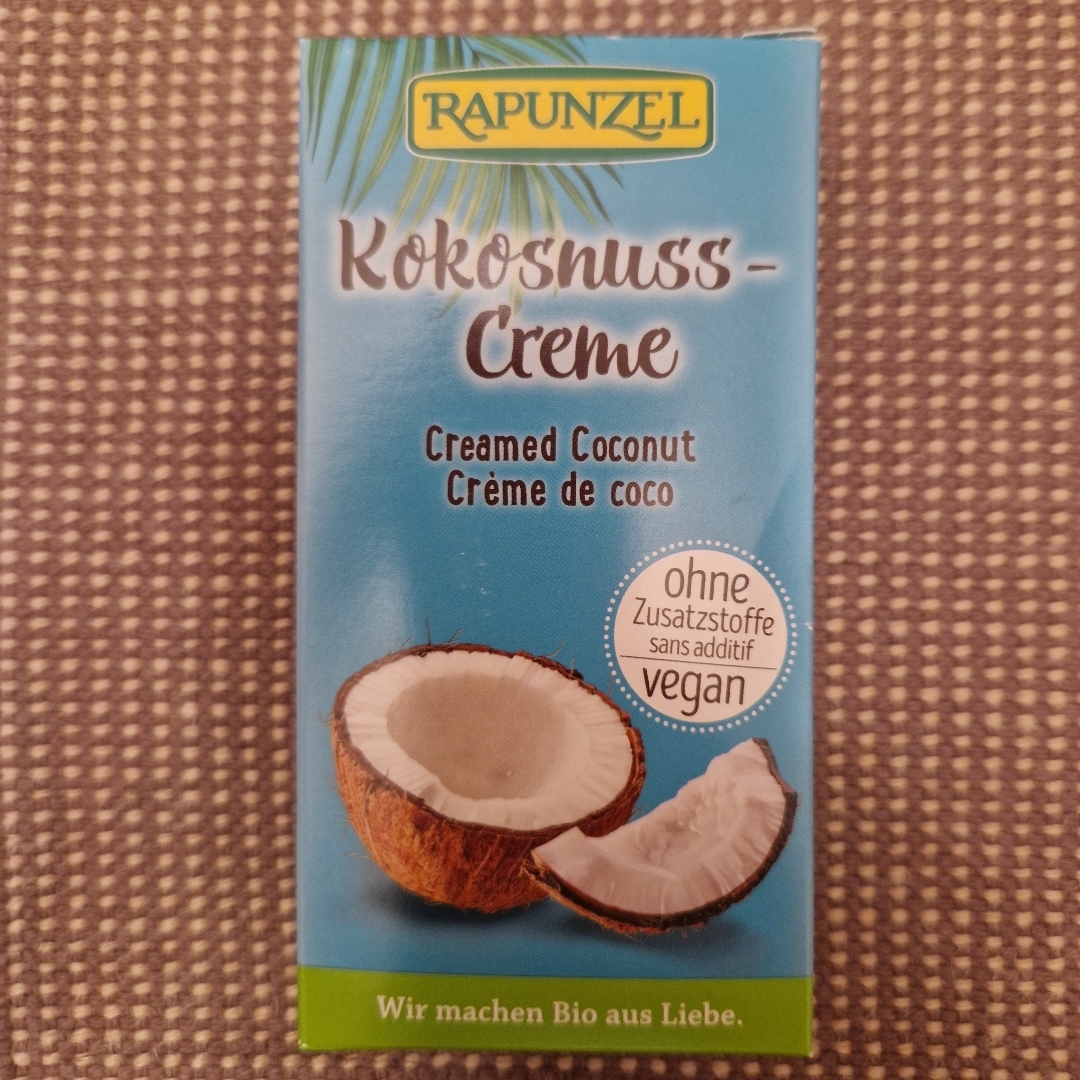 RAPUNZEL
Kokosnuss-
Creme
Creamed Coconut
Crème de coco
ohne
Zusatzstoffe
sans additif
vegan
Wir machen Bio aus Liebe.